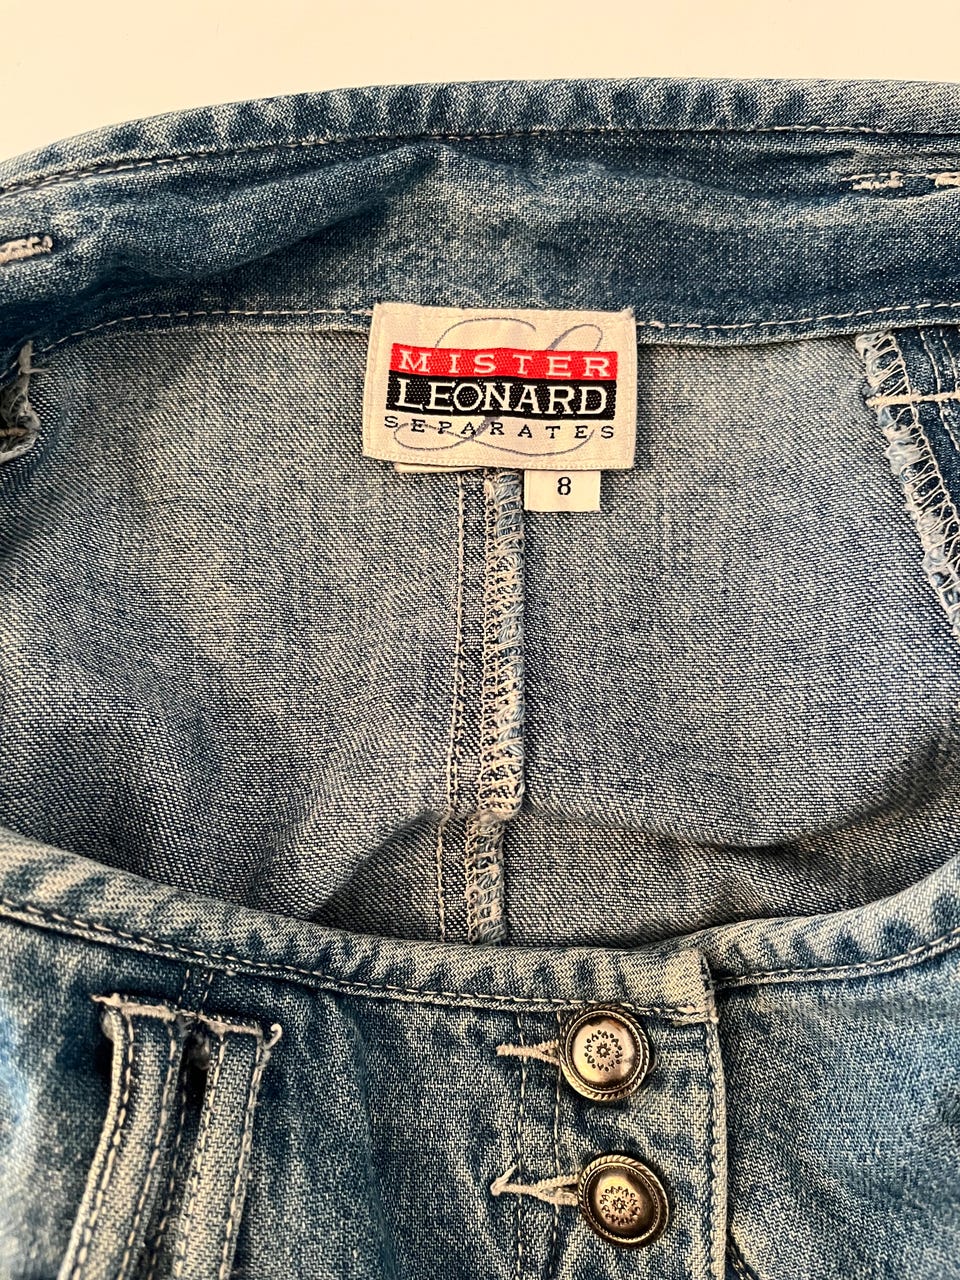 MISTER
LEONARD
SEPARATES
8